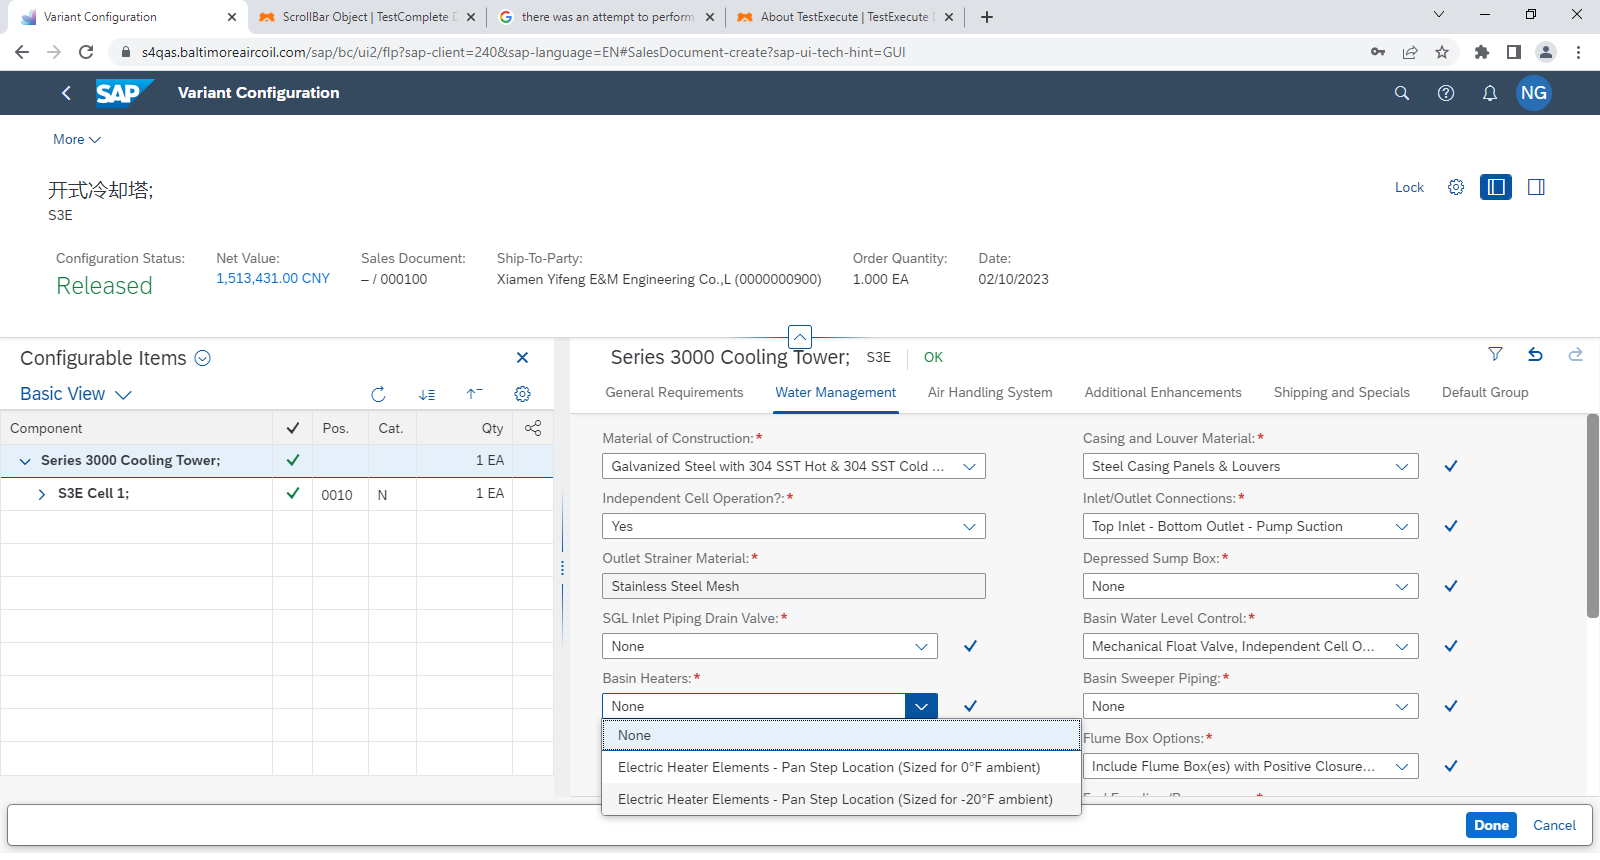 Variant Configuration
ScrollBar Object | TestComplete D
there was an attempt to perform
About TestExecute | TestExecute D
s4qas.baltimoreaircoil.com/sap/bc/ui2/flp?sap-client=240&sap-language=EN#SalesDocument-create?sap-ui-tech-hint=GUI
SAP
Variant Configuration
NG
More
开式冷却塔;
S3E
Lock
Configuration Status:
Released
Net Value:
1,513,431.00 CNY
Sales Document:
– / 000100
Ship-To-Party:
Xiamen Yifeng E&M Engineering Co.,L (0000000900)
Order Quantity:
1.000 EA
Date:
02/10/2023
Configurable Items
Basic View
Component Pos. Cat. Qty
Series 3000 Cooling Tower; 1 EA
S3E Cell 1; 0010 N 1 EA
Series 3000 Cooling Tower; S3E OK
General Requirements Water Management Air Handling System Additional Enhancements Shipping and Specials Default Group
Material of Construction:*
Galvanized Steel with 304 SST Hot & 304 SST Cold ...
Casing and Louver Material:*
Steel Casing Panels & Louvers
Independent Cell Operation?:*
Yes
Inlet/Outlet Connections:*
Top Inlet - Bottom Outlet - Pump Suction
Outlet Strainer Material:*
Stainless Steel Mesh
Depressed Sump Box:*
None
SGL Inlet Piping Drain Valve:*
None
Basin Water Level Control:*
Mechanical Float Valve, Independent Cell O...
Basin Heaters:*
None
Basin Sweeper Piping:*
None
None
Electric Heater Elements - Pan Step Location (Sized for 0°F ambient)
Electric Heater Elements - Pan Step Location (Sized for -20°F ambient)
Flume Box Options:*
Include Flume Box(es) with Positive Closure...
Done
Cancel